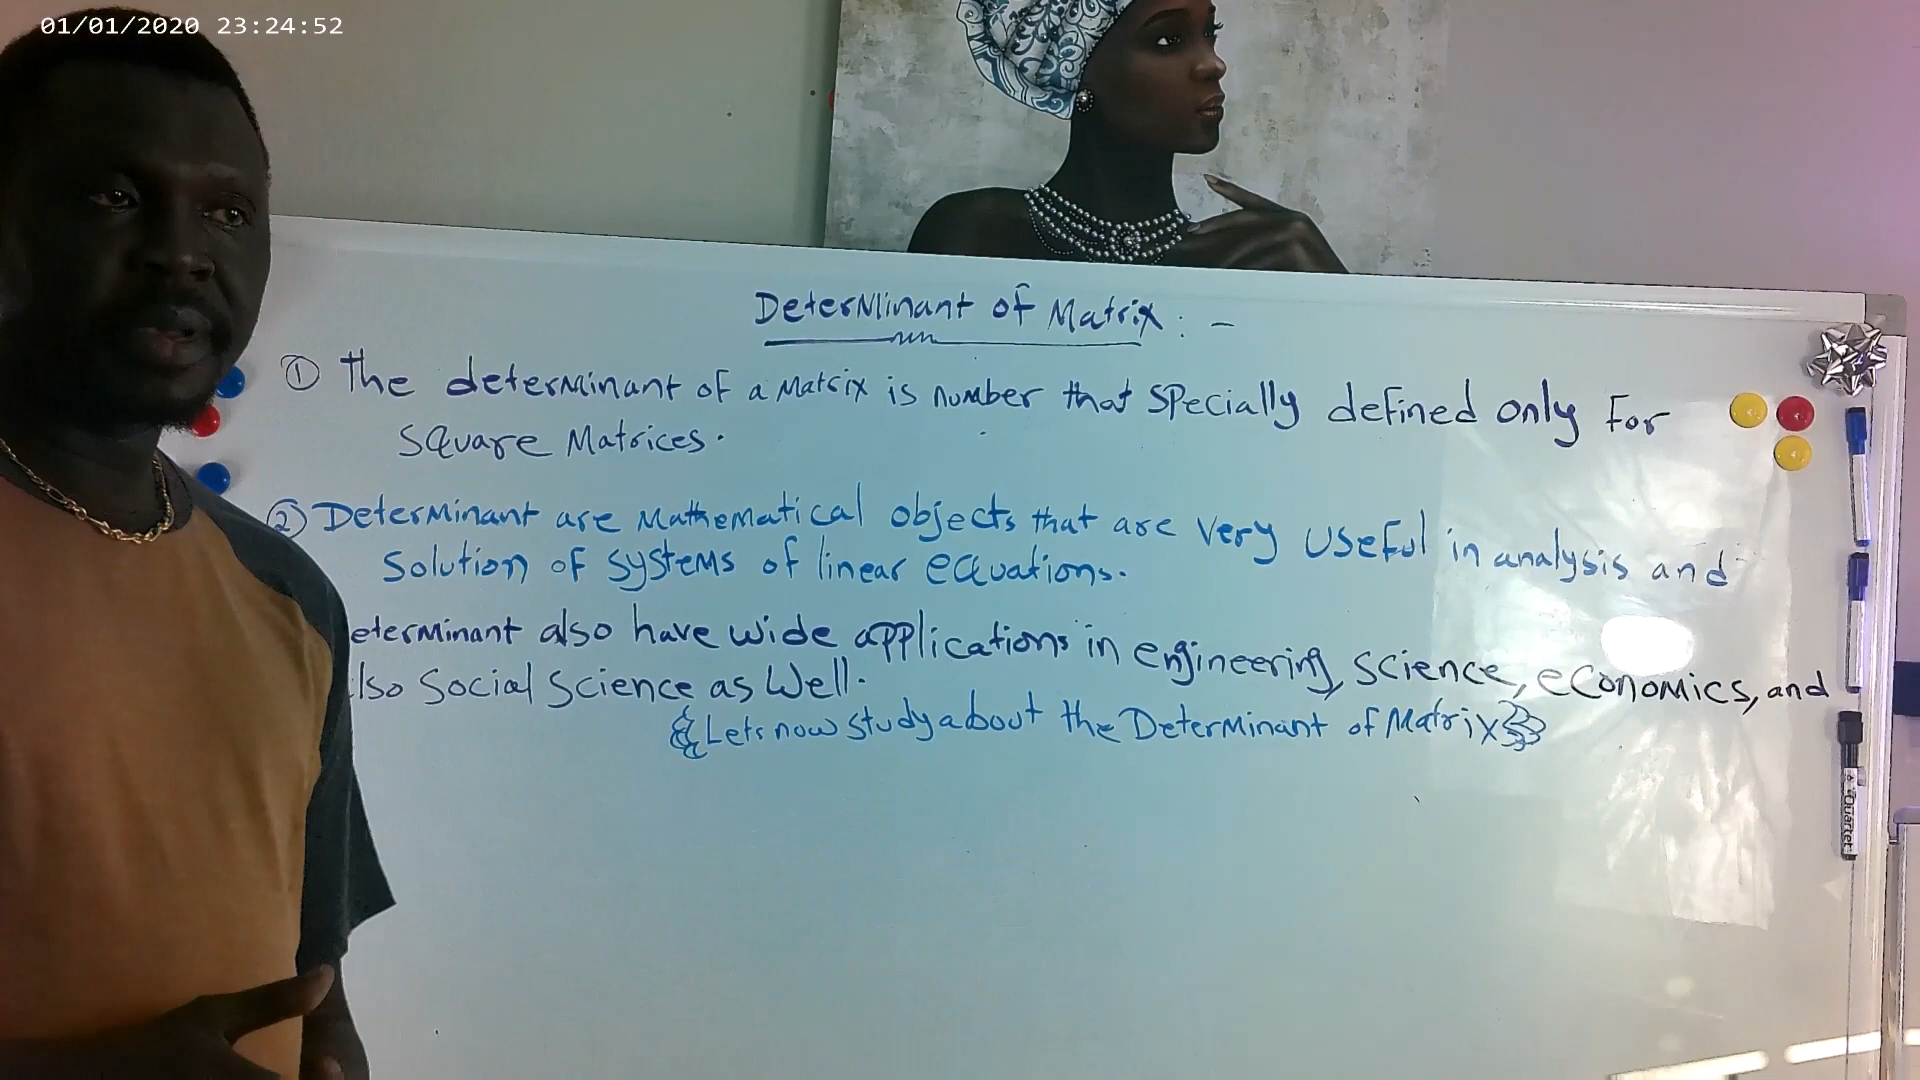 01/01/2020 23:24:52
Determinant of Matrix : -
① The determinant of a Matrix is number that specially defined only for
Square Matrices.
② Determinant are Mathematical objects that are very useful in analysis and
Solution of systems of linear equations.
eterminant also have wide applications in engineering, science, economics, and
lso Social Science as Well.
{{Lets now study about the Determinant of Matrix}}
Quartet